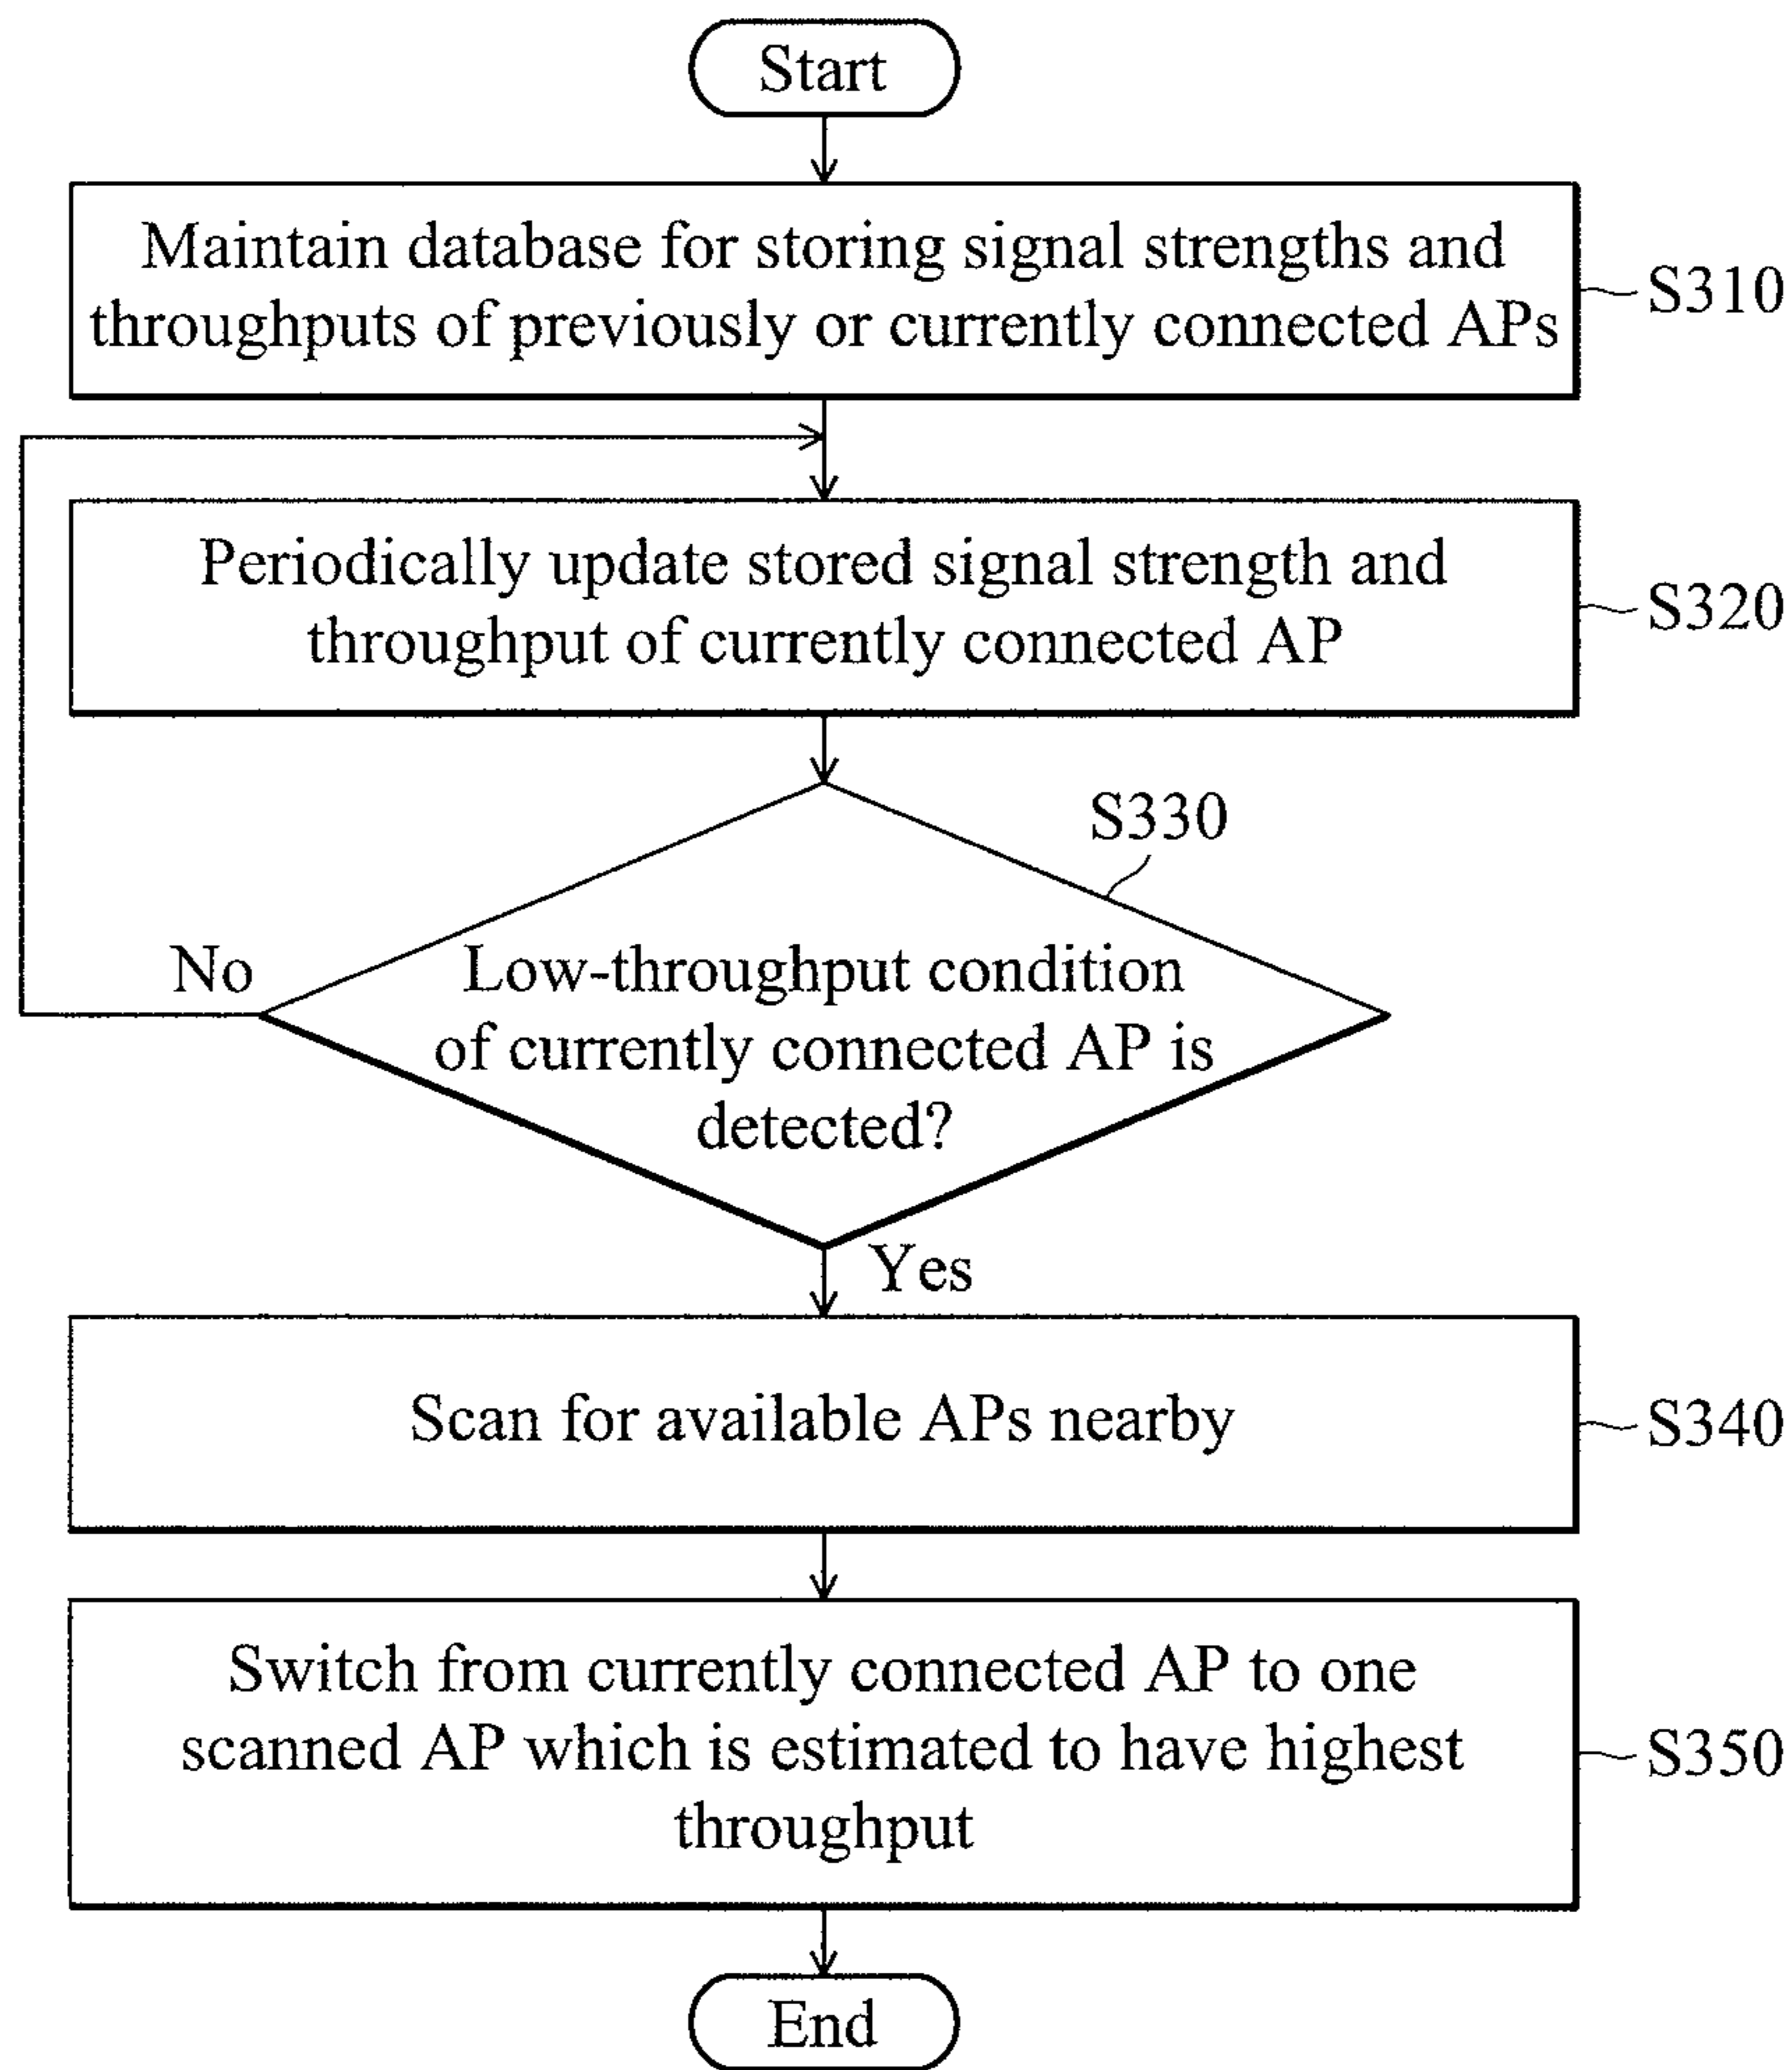 Start
Maintain database for storing signal strengths and
throughputs of previously or currently connected APs
S310
Periodically update stored signal strength and
throughput of currently connected AP
S320
S330
No
Low-throughput condition
of currently connected AP is
detected?
Yes
Scan for available APs nearby
S340
Switch from currently connected AP to one
scanned AP which is estimated to have highest
throughput
S350
End